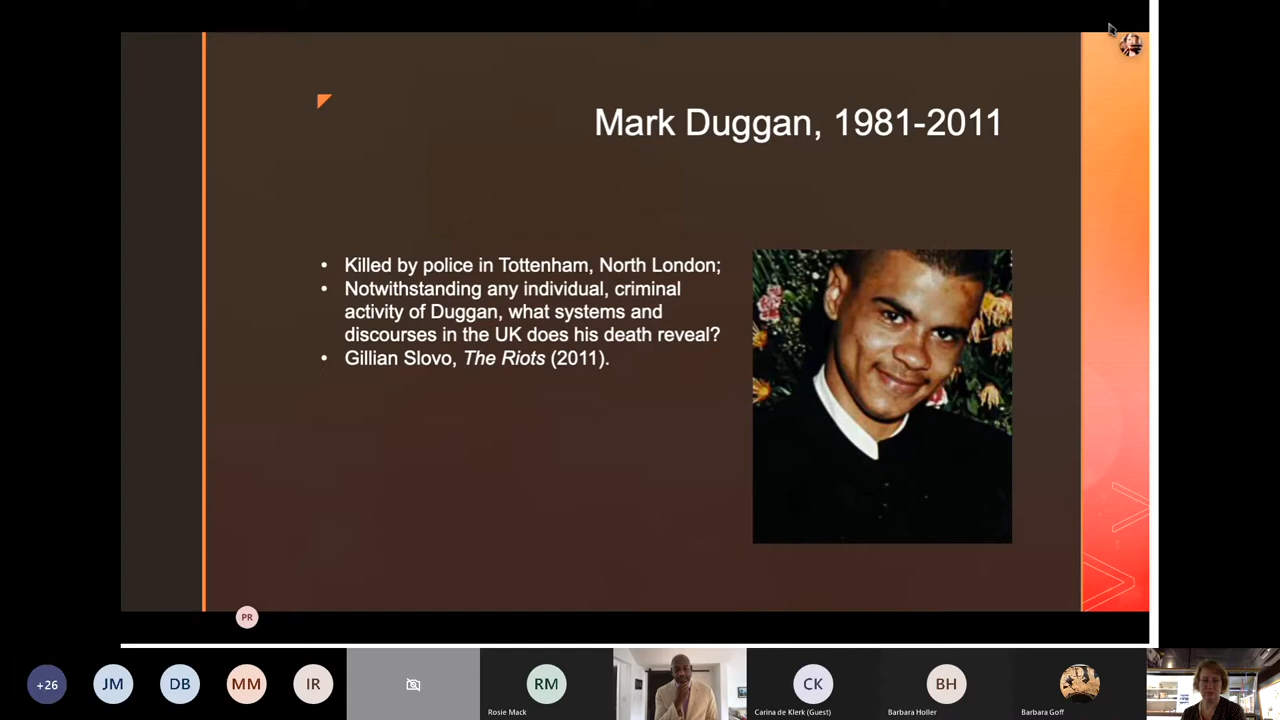 Mark Duggan, 1981-2011
• Killed by police in Tottenham, North London;
• Notwithstanding any individual, criminal
activity of Duggan, what systems and
discourses in the UK does his death reveal?
• Gillian Slovo, The Riots (2011).
PR
+26
JM
DB
MM
IR
RM
Rosie Mack
CK
Carina de Klerk (Guest)
BH
Barbara Holler
Barbara Goff